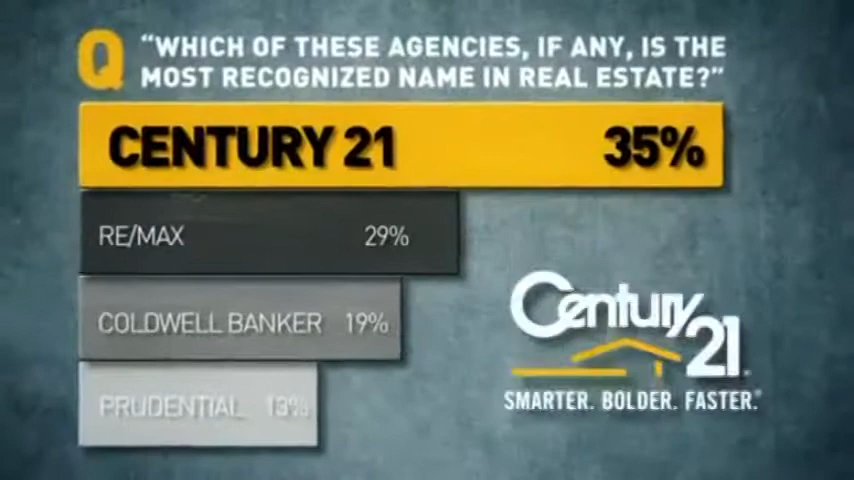 Q "WHICH OF THESE AGENCIES, IF ANY, IS THE
MOST RECOGNIZED NAME IN REAL ESTATE?"
CENTURY 21 35%
RE/MAX 29%
COLDWELL BANKER 19%
PRUDENTIAL 13%
Century 21
SMARTER. BOLDER. FASTER.®